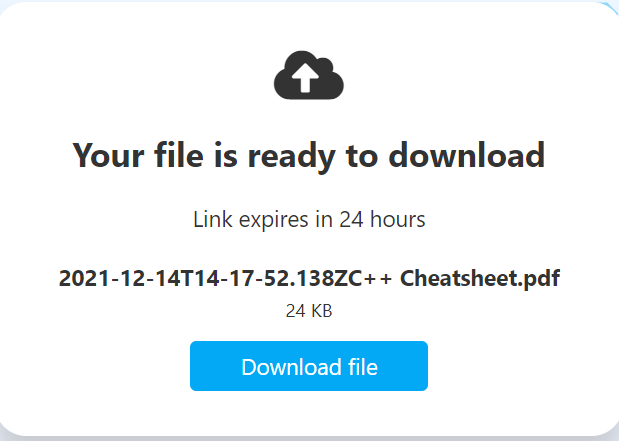 Your file is ready to download
Link expires in 24 hours
2021-12-14T14-17-52.138ZC++ Cheatsheet.pdf
24 KB
Download file